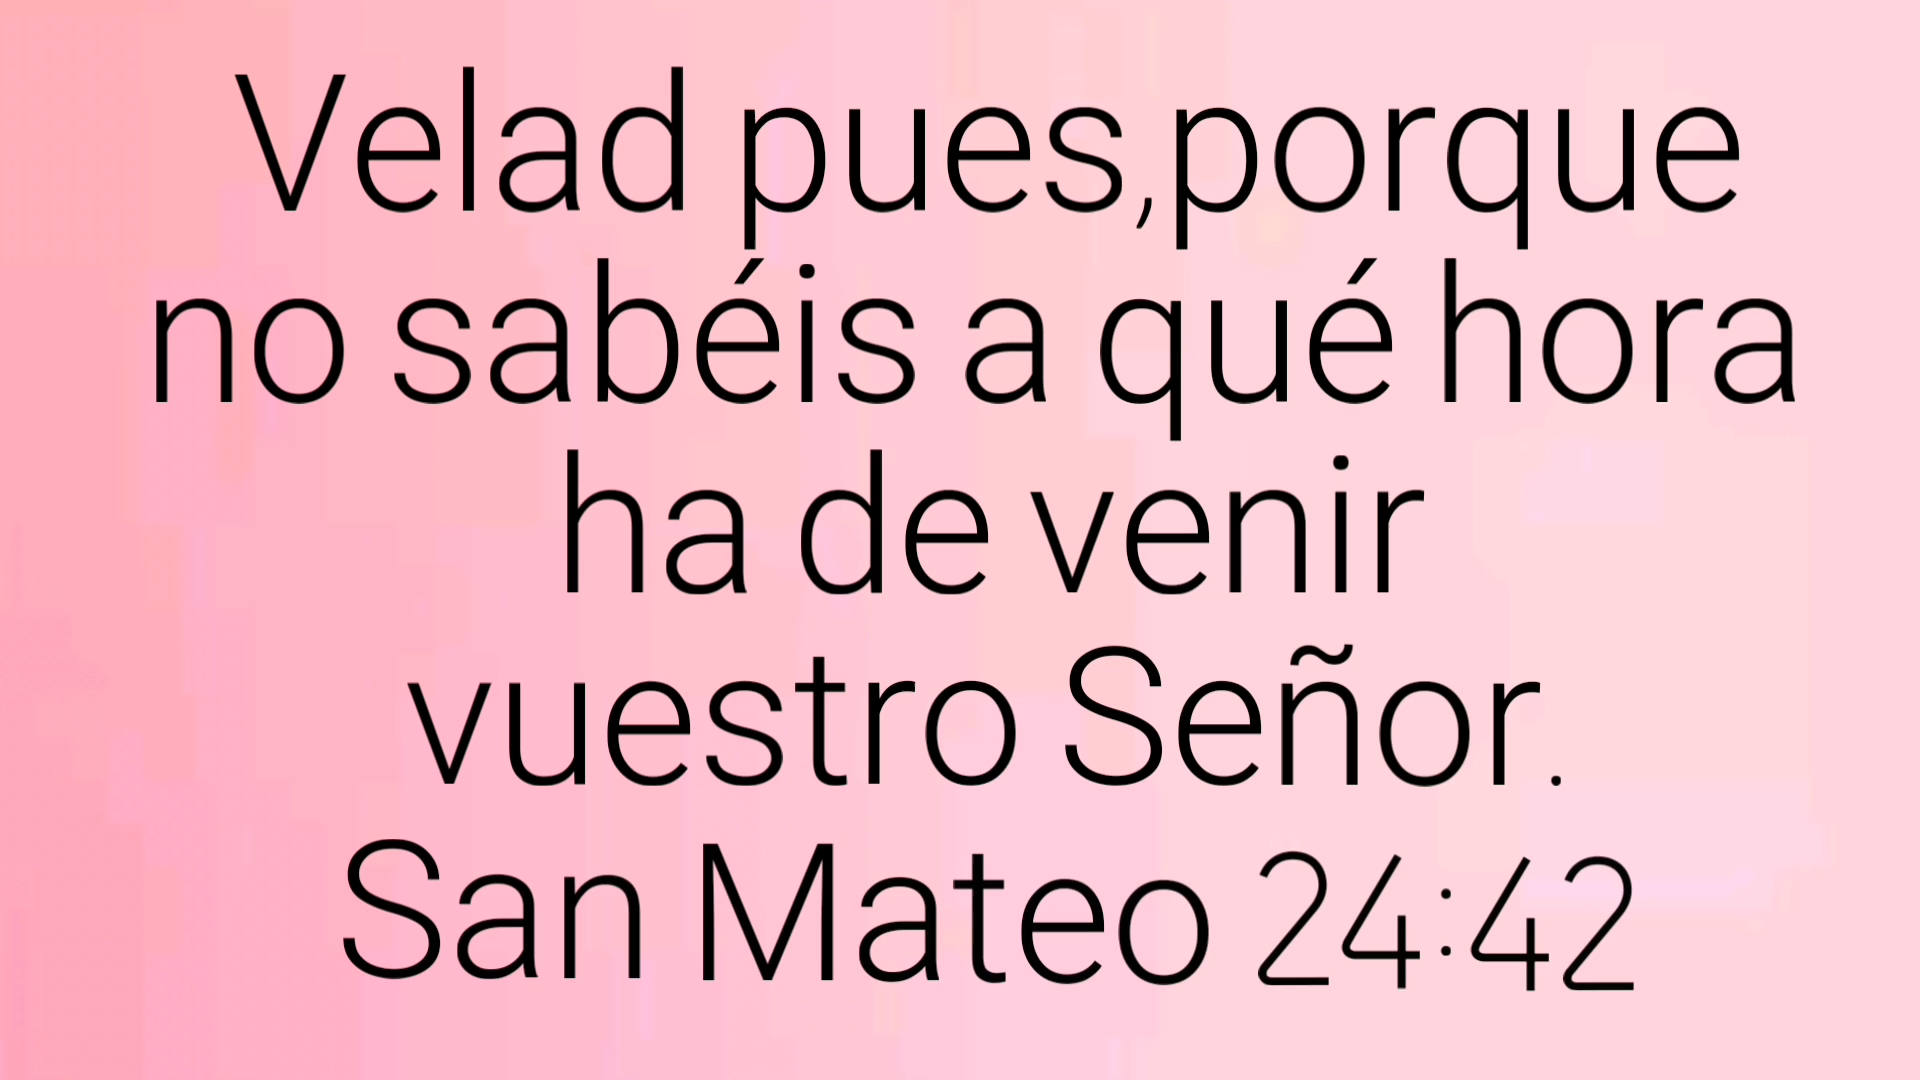 Velad pues,porque
no sabéis a qué hora
ha de venir
vuestro Señor.
San Mateo 24:42